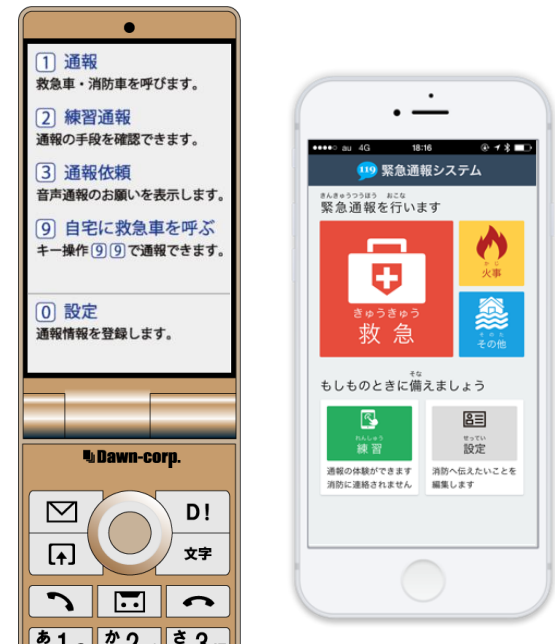 1 通報
救急車・消防車を呼びます。
2 練習通報
通報の手段を確認できます。
3 通報依頼
音声通報のお願いを表示します。
9 自宅に救急車を呼ぶ
キー操作99で通報できます。
0 設定
通報情報を登録します。
Dawn-corp.
D!
文字
あ1
か2
さ3
au 4G 18:16
119 緊急通報システム
きんきゅうつうほう おこな
緊急通報を行います
きゅうきゅう
救急
かじ
火事
そのた
その他
そな
もしものときに備えましょう
れんしゅう
練習
通報の体験ができます
消防に連絡されません
せってい
設定
消防へ伝えたいことを
編集します